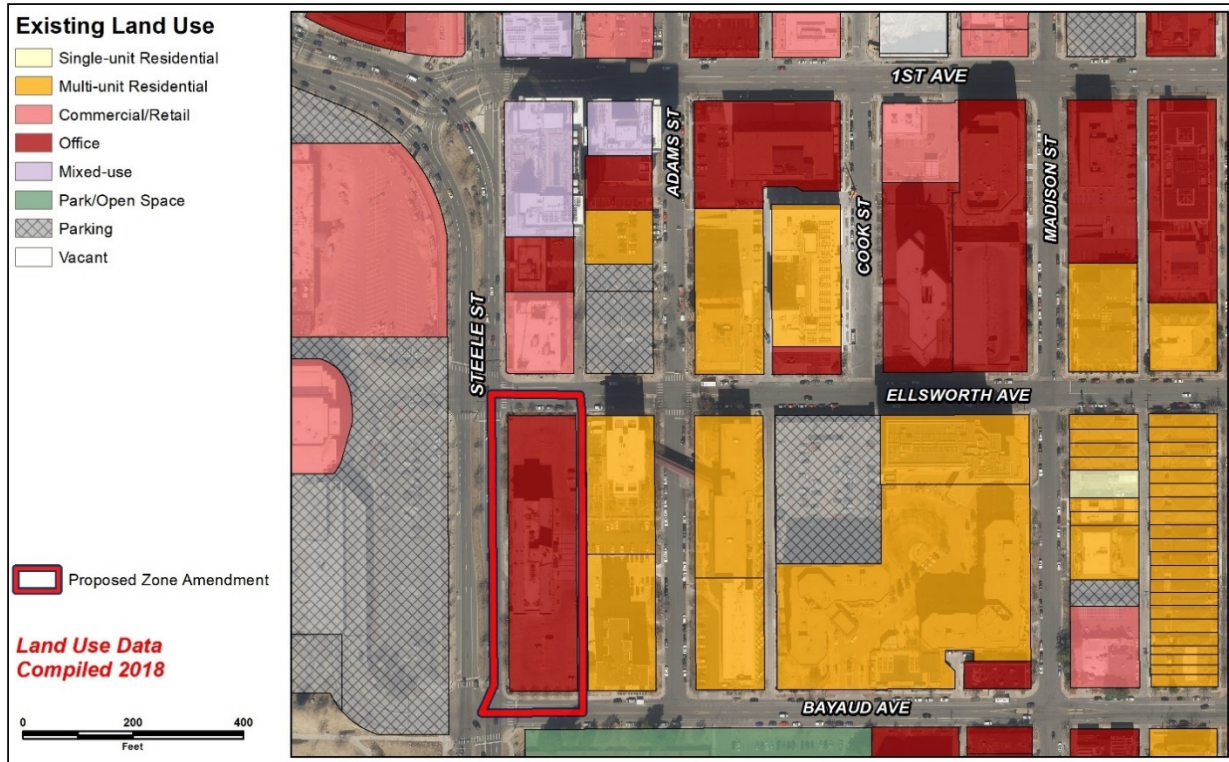 Existing Land Use
Single-unit Residential
Multi-unit Residential
Commercial/Retail
Office
Mixed-use
Park/Open Space
Parking
Vacant
Proposed Zone Amendment
Land Use Data
Compiled 2018
0 200 400
Feet
1ST AVE
ADAMS ST
COOK ST
MADISON ST
STEELE ST
ELLSWORTH AVE
BAYAUD AVE